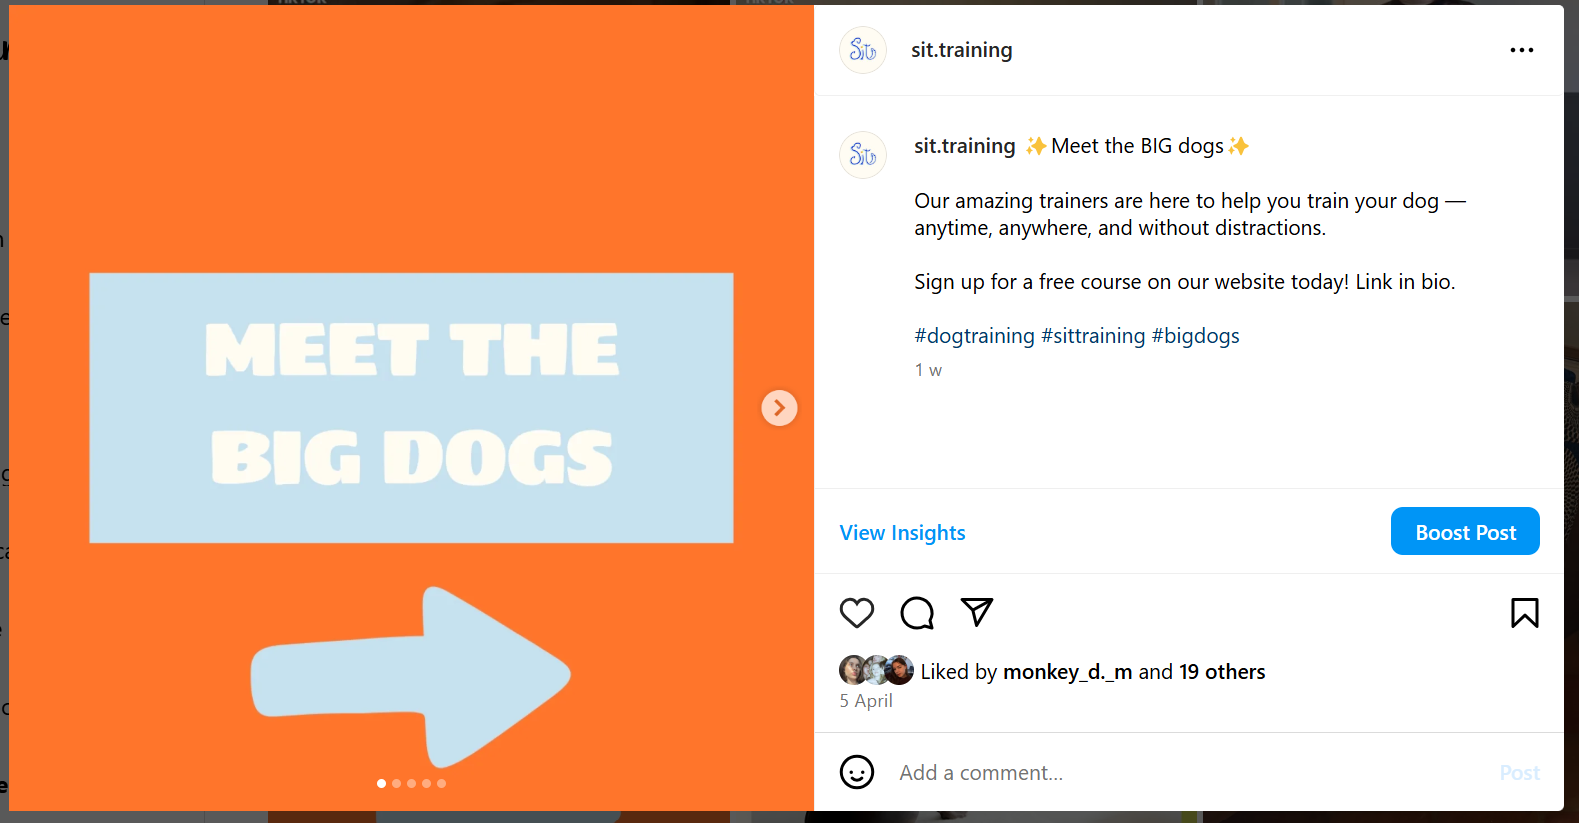 MEET THE
BIG DOGS
Sit
sit.training
Sit
sit.training ✨Meet the BIG dogs✨
Our amazing trainers are here to help you train your dog —
anytime, anywhere, and without distractions.
Sign up for a free course on our website today! Link in bio.
#dogtraining #sittraining #bigdogs
1 w
View Insights
Boost Post
Liked by monkey_d._m and 19 others
5 April
Add a comment...
Post